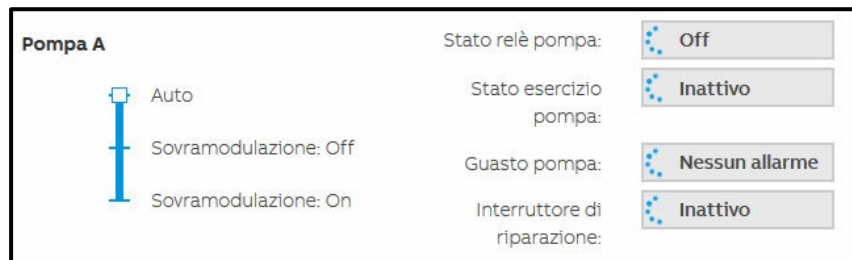 Pompa A
Auto
Sovramodulazione: Off
Sovramodulazione: On
Stato relè pompa:
Off
Stato esercizio
pompa:
Inattivo
Guasto pompa:
Nessun allarme
Interruttore di
riparazione:
Inattivo